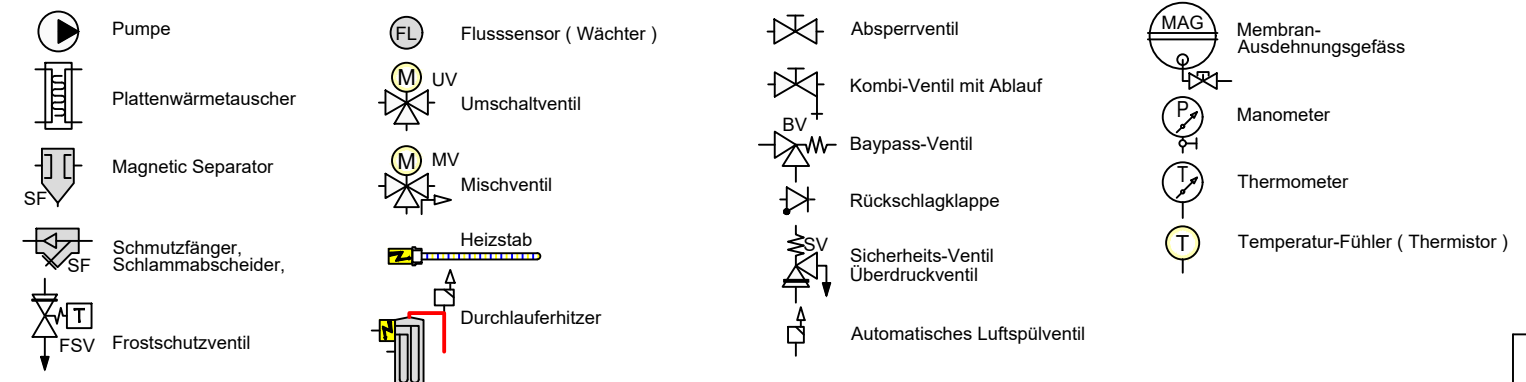 Pumpe
Plattenwärmetauscher
Magnetic Separator
SF
Schmutzfänger,
Schlammabscheider,
SF
T
FSV
Frostschutzventil
FL
Flusssensor ( Wächter )
M
UV
Umschaltventil
M
MV
Mischventil
Heizstab
Durchlauferhitzer
Absperrventil
Kombi-Ventil mit Ablauf
BV
Baypass-Ventil
Rückschlagklappe
SV
Sicherheits-Ventil
Überdruckventil
Automatisches Luftspülventil
MAG
Membran-
Ausdehnungsgefäss
P
Manometer
T
Thermometer
T
Temperatur-Fühler ( Thermistor )